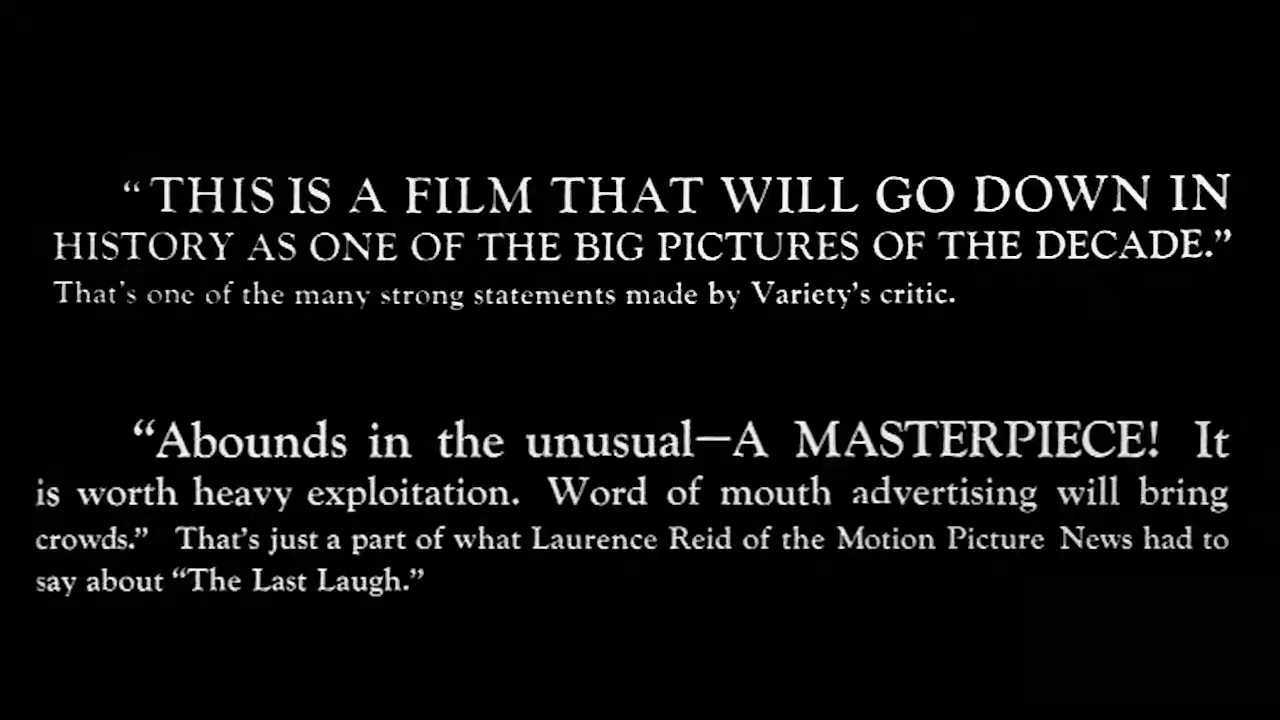 “THIS IS A FILM THAT WILL GO DOWN IN
HISTORY AS ONE OF THE BIG PICTURES OF THE DECADE.”
That’s one of the many strong statements made by Variety’s critic.
“Abounds in the unusual—A MASTERPIECE! It
is worth heavy exploitation. Word of mouth advertising will bring
crowds.” That’s just a part of what Laurence Reid of the Motion Picture News had to
say about “The Last Laugh.”